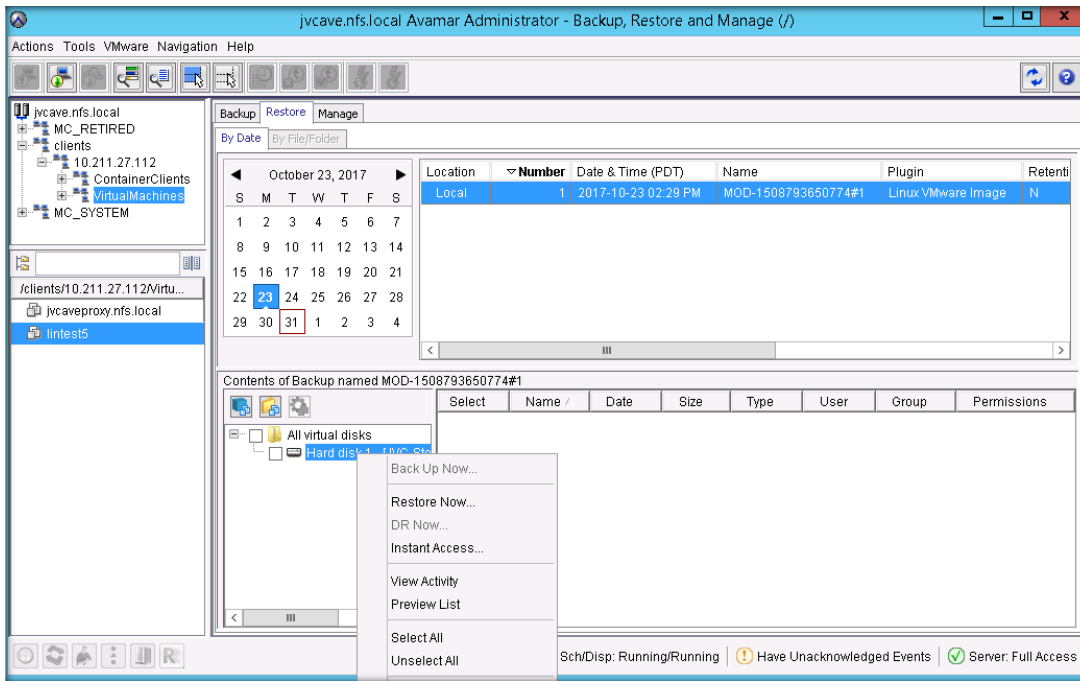 jvcave.nfs.local Avamar Administrator - Backup, Restore and Manage (/)
Actions Tools VMware Navigation Help
jvcave.nfs.local
MC_RETIRED
clients
10.211.27.112
ContainerClients
VirtualMachines
MC_SYSTEM
/clients/10.211.27.112/Virtu...
jvcaveproxy.nfs.local
lintest5
Backup Restore Manage
By Date By File/Folder
October 23, 2017
S M T W T F S
1 2 3 4 5 6 7
8 9 10 11 12 13 14
15 16 17 18 19 20 21
22 23 24 25 26 27 28
29 30 31 1 2 3 4
Location Number Date & Time (PDT) Name Plugin Retenti
Local 1 2017-10-23 02:29 PM MOD-1508793650774#1 Linux VMware Image N
Contents of Backup named MOD-1508793650774#1
All virtual disks
Hard disk 1 - [JVC-Sto
Select Name Date Size Type User Group Permissions
Back Up Now...
Restore Now...
DR Now...
Instant Access...
View Activity
Preview List
Select All
Unselect All
Sch/Disp: Running/Running Have Unacknowledged Events Server: Full Access